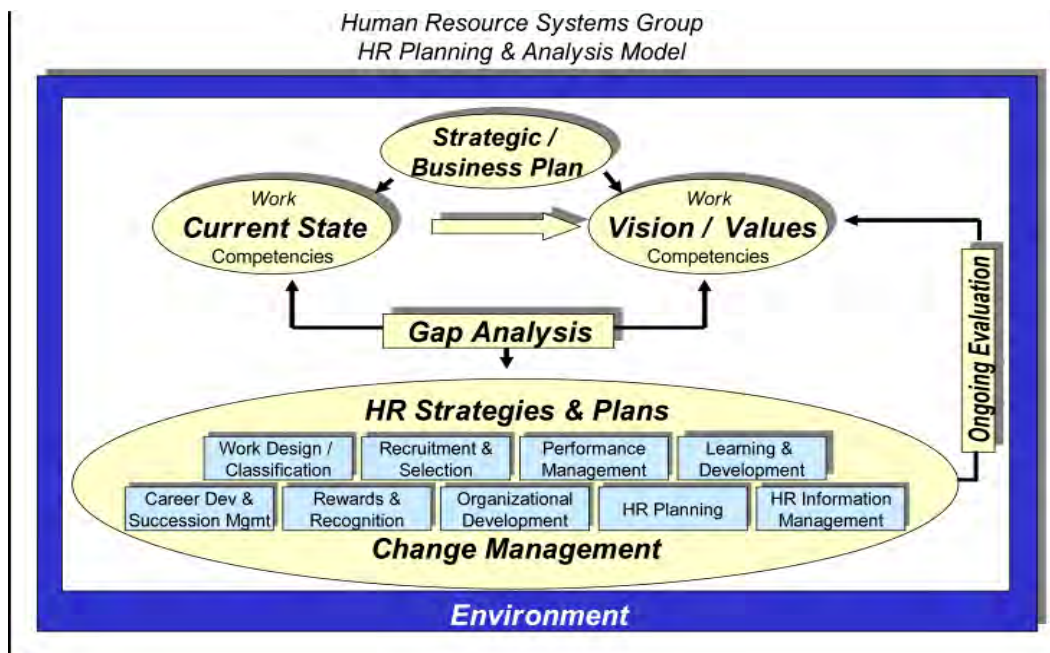 Human Resource Systems Group
HR Planning & Analysis Model
Strategic /
Business Plan
Work
Current State
Competencies
Work
Vision / Values
Competencies
Gap Analysis
Ongoing Evaluation
HR Strategies & Plans
Work Design /
Classification
Recruitment &
Selection
Performance
Management
Learning &
Development
Career Dev &
Succession Mgmt
Rewards &
Recognition
Organizational
Development
HR Planning
HR Information
Management
Change Management
Environment